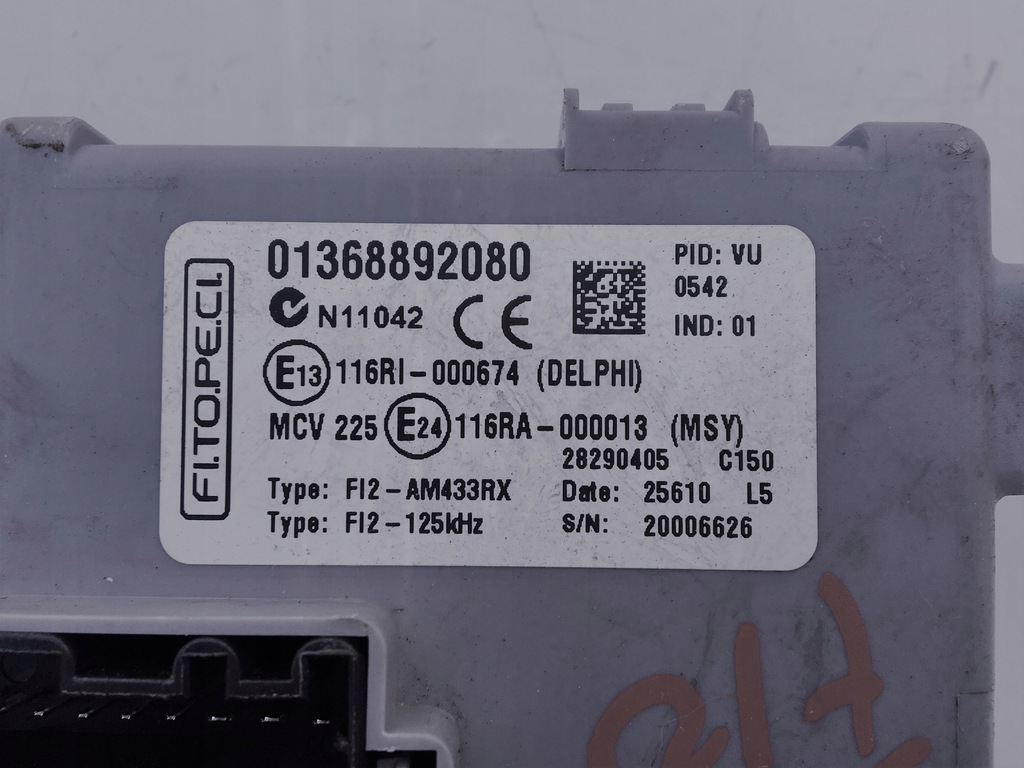 FI.TO.PE.C.I.
01368892080
N11042 CE
PID: VU
0542
IND: 01
E13 116RI-000674 (DELPHI)
MCV 225 E24 116RA-000013 (MSY)
28290405 C150
Type: FI2-AM433RX Date: 25610 L5
Type: FI2-125kHz S/N: 20006626